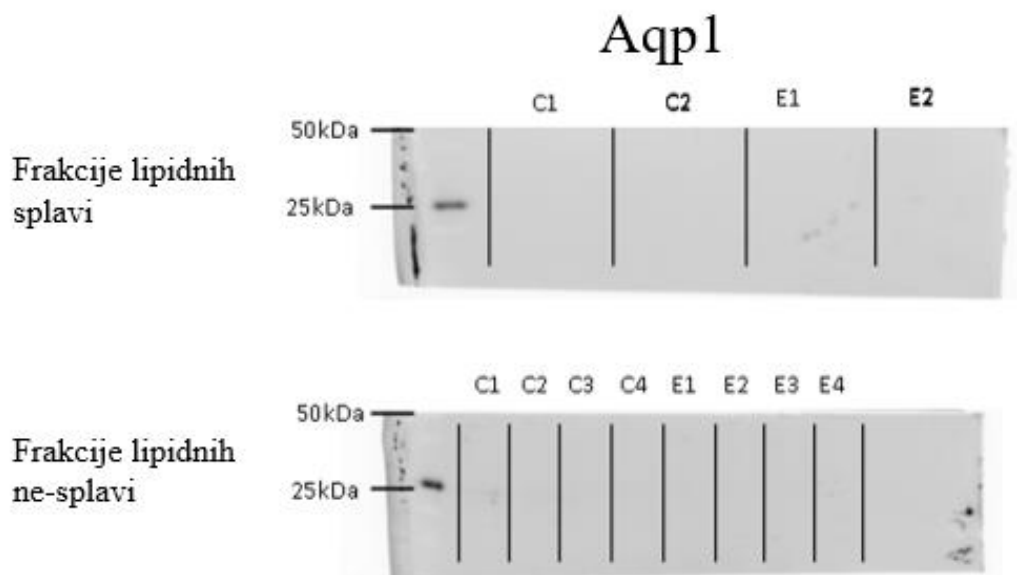 Aqp1
C1 C2 E1 E2
50kDa
Frakcije lipidnih
splavi
25kDa
C1 C2 C3 C4 E1 E2 E3 E4
50kDa
Frakcije lipidnih
ne-splavi
25kDa